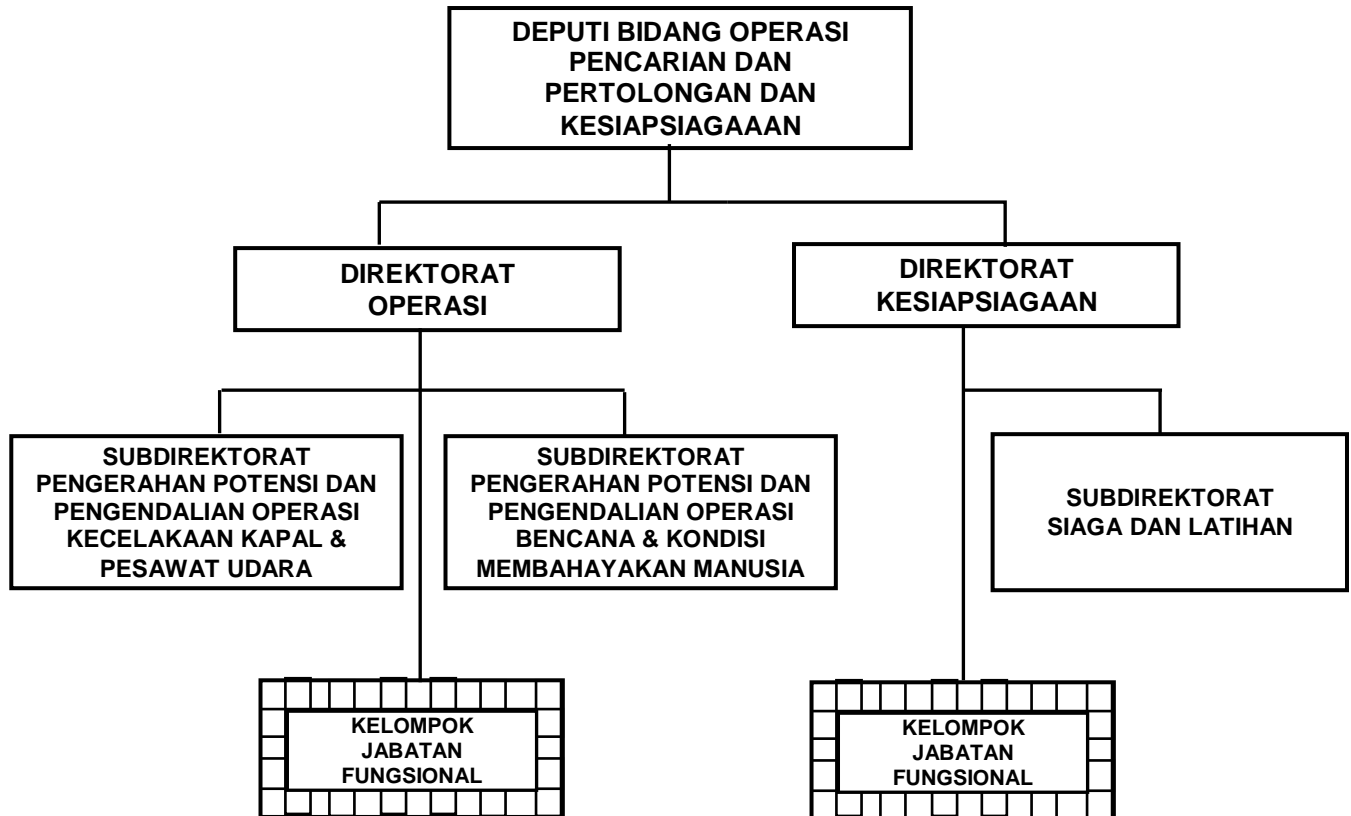 DEPUTI BIDANG OPERASI
PENCARIAN DAN
PERTOLONGAN DAN
KESIAPSIAGAAAN
DIREKTORAT
OPERASI
DIREKTORAT
KESIAPSIAGAAN
SUBDIREKTORAT
PENGERAHAN POTENSI DAN
PENGENDALIAN OPERASI
KECELAKAAN KAPAL &
PESAWAT UDARA
SUBDIREKTORAT
PENGERAHAN POTENSI DAN
PENGENDALIAN OPERASI
BENCANA & KONDISI
MEMBAHAYAKAN MANUSIA
SUBDIREKTORAT
SIAGA DAN LATIHAN
KELOMPOK
JABATAN
FUNGSIONAL
KELOMPOK
JABATAN
FUNGSIONAL